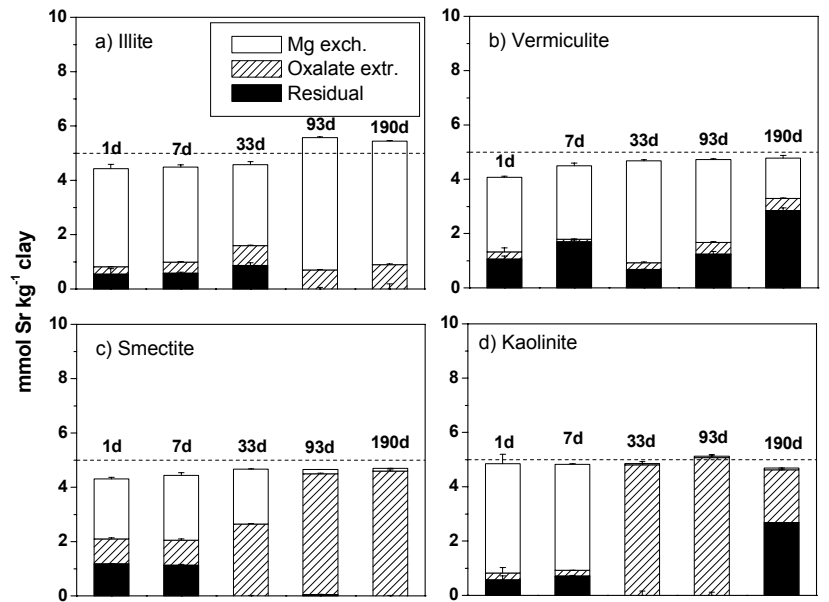 a) Illite
Mg exch.
Oxalate extr.
Residual
10
8
6
4
2
0
1d
7d
33d
93d
190d
b) Vermiculite
10
8
6
4
2
0
1d
7d
33d
93d
190d
mmol Sr kg⁻¹ clay
c) Smectite
10
8
6
4
2
0
1d
7d
33d
93d
190d
d) Kaolinite
10
8
6
4
2
0
1d
7d
33d
93d
190d